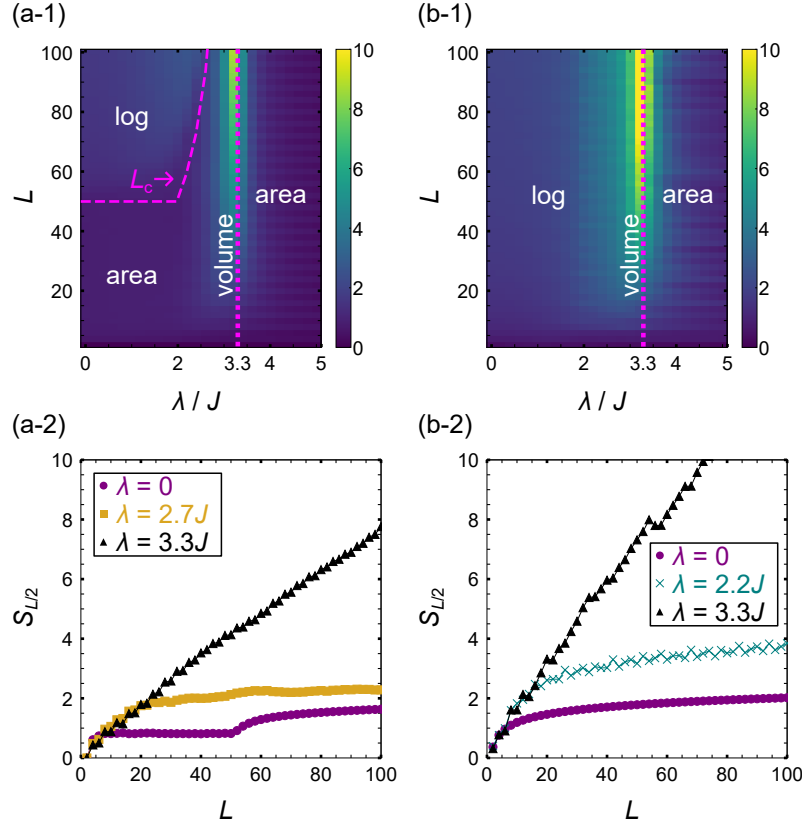 (a-1)
(b-1)
100
80
60
40
20
L
log
L_c→
area
volume
area
0
2
3.3
4
5
λ / J
10
8
6
4
2
0
100
80
60
40
20
L
log
volume
area
0
2
3.3
4
5
λ / J
10
8
6
4
2
0
(a-2)
(b-2)
10
8
6
4
2
0
S_{L/2}
λ = 0
λ = 2.7J
λ = 3.3J
0
20
40
60
80
100
L
10
8
6
4
2
0
S_{L/2}
λ = 0
λ = 2.2J
λ = 3.3J
0
20
40
60
80
100
L